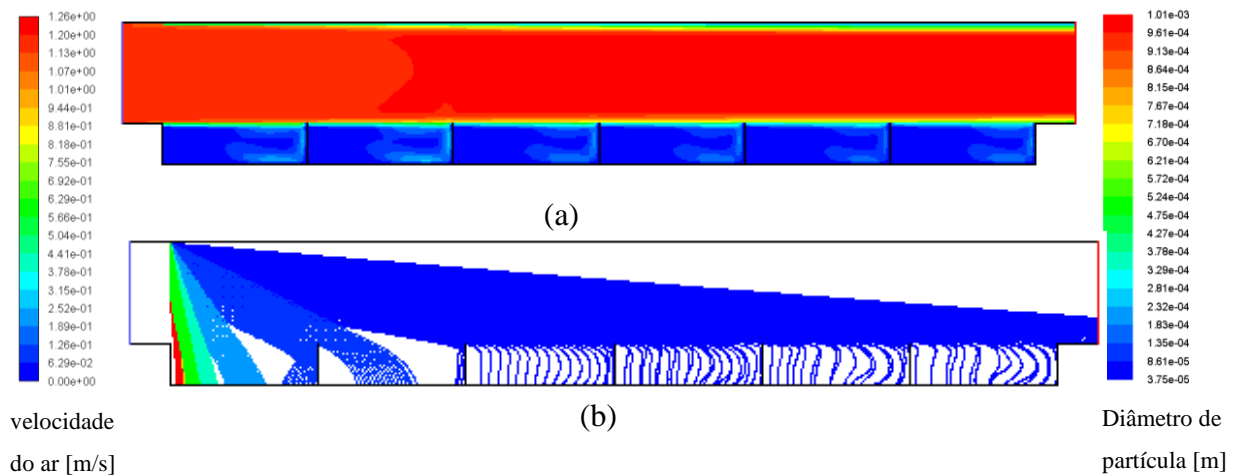 1.26e+00
1.20e+00
1.13e+00
1.07e+00
1.01e+00
9.44e-01
8.81e-01
8.18e-01
7.55e-01
6.92e-01
6.29e-01
5.66e-01
5.04e-01
4.41e-01
3.78e-01
3.15e-01
2.52e-01
1.89e-01
1.26e-01
6.29e-02
0.00e+00
velocidade
do ar [m/s]
(a)
(b)
1.01e-03
9.61e-04
9.13e-04
8.64e-04
8.15e-04
7.67e-04
7.18e-04
6.70e-04
6.21e-04
5.72e-04
5.24e-04
4.75e-04
4.27e-04
3.78e-04
3.29e-04
2.81e-04
2.32e-04
1.83e-04
1.35e-04
8.61e-05
3.75e-05
Diâmetro de
partícula [m]